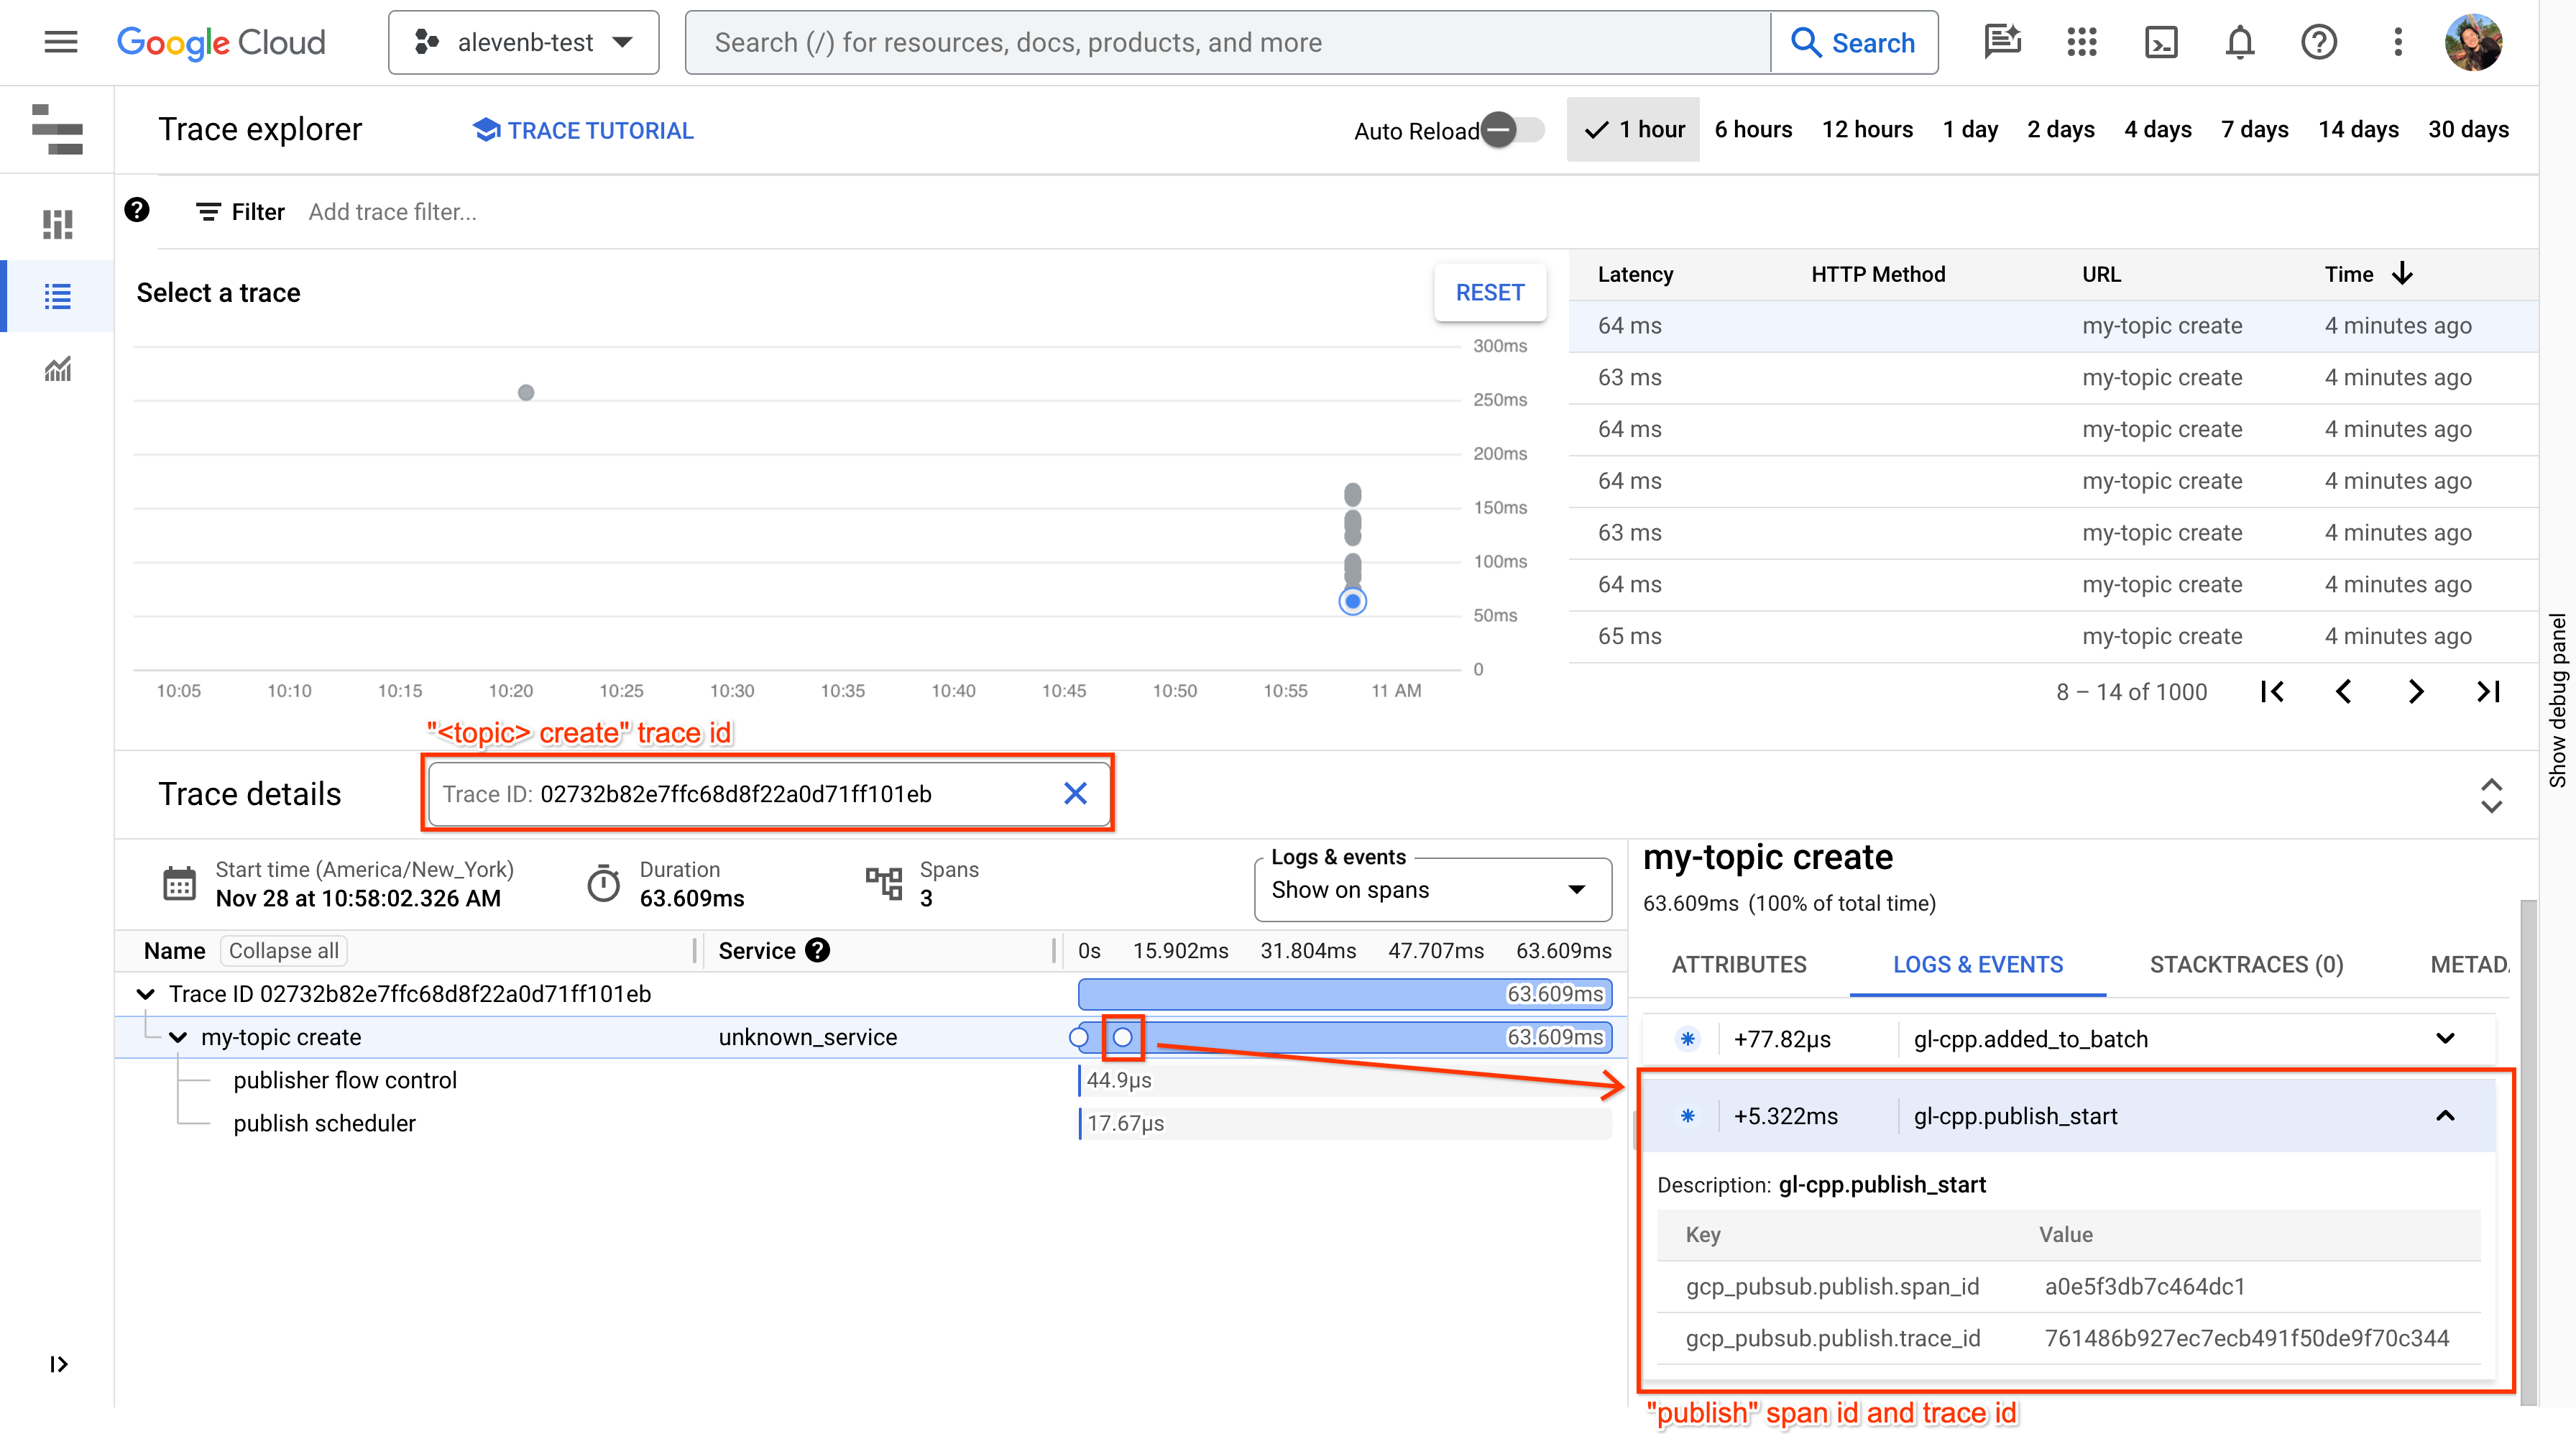 Google Cloud
alevenb-test
Search (/) for resources, docs, products, and more
Search
Trace explorer
TRACE TUTORIAL
Auto Reload
1 hour
6 hours
12 hours
1 day
2 days
4 days
7 days
14 days
30 days
Filter
Add trace filter...
Select a trace
RESET
300ms
250ms
200ms
150ms
100ms
50ms
0
10:05
10:10
10:15
10:20
10:25
10:30
10:35
10:40
10:45
10:50
10:55
11 AM
Latency HTTP Method URL Time
64 ms my-topic create 4 minutes ago
63 ms my-topic create 4 minutes ago
64 ms my-topic create 4 minutes ago
64 ms my-topic create 4 minutes ago
63 ms my-topic create 4 minutes ago
64 ms my-topic create 4 minutes ago
65 ms my-topic create 4 minutes ago
8 – 14 of 1000
Show debug panel
"<topic> create" trace id
Trace details
Trace ID: 02732b82e7ffc68d8f22a0d71ff101eb
Start time (America/New_York)
Nov 28 at 10:58:02.326 AM
Duration
63.609ms
Spans
3
Logs & events
Show on spans
Name Collapse all Service 0s 15.902ms 31.804ms 47.707ms 63.609ms
Trace ID 02732b82e7ffc68d8f22a0d71ff101eb 63.609ms
my-topic create unknown_service 63.609ms
publisher flow control 44.9µs
publish scheduler 17.67µs
my-topic create
63.609ms (100% of total time)
ATTRIBUTES
LOGS & EVENTS
STACKTRACES (0)
METADA
+77.82µs gl-cpp.added_to_batch
+5.322ms gl-cpp.publish_start
Description: gl-cpp.publish_start
Key Value
gcp_pubsub.publish.span_id a0e5f3db7c464dc1
gcp_pubsub.publish.trace_id 761486b927ec7ecb491f50de9f70c344
"publish" span id and trace id